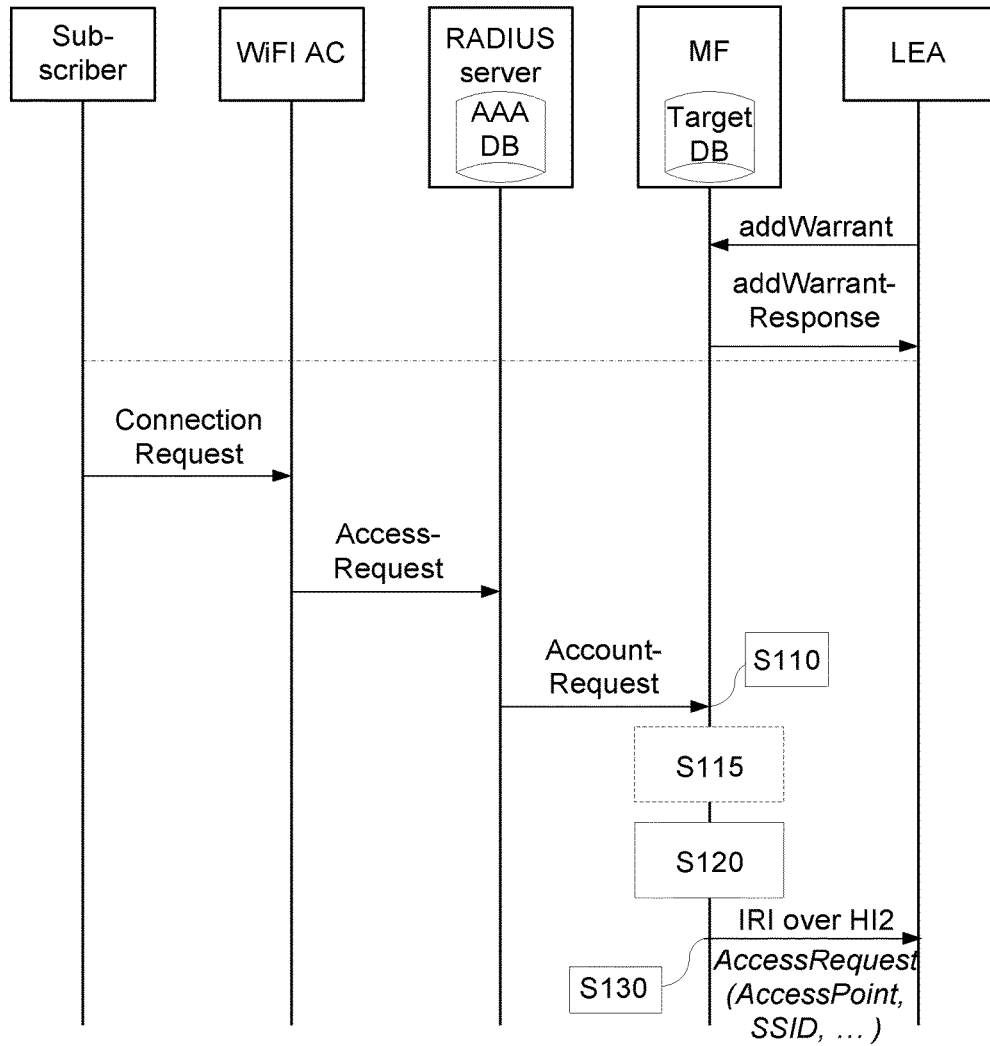 Sub-
scriber
WiFI AC
RADIUS
server
AAA
DB
MF
Target
DB
LEA
addWarrant
addWarrant-
Response
Connection
Request
Access-
Request
Account-
Request
S110
S115
S120
IRI over HI2
AccessRequest
(AccessPoint,
SSID, ... )
S130